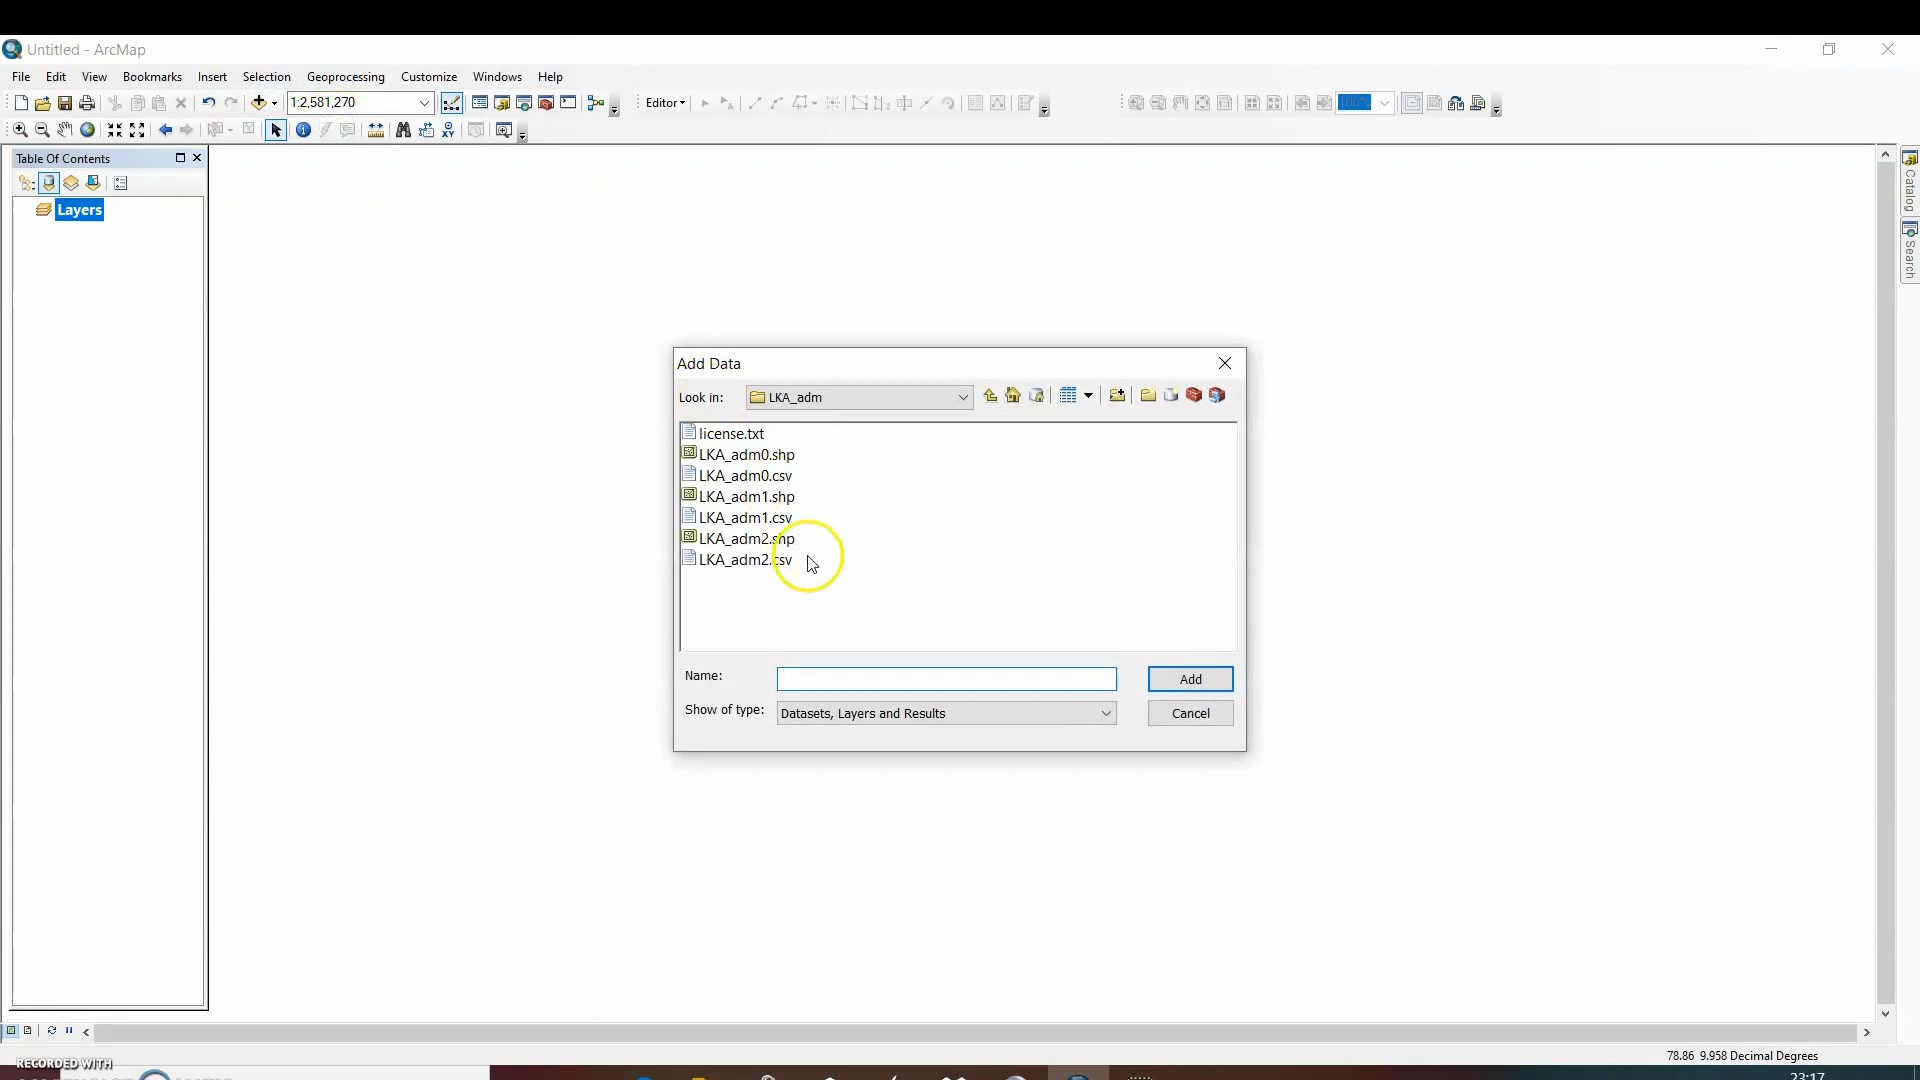 Untitled - ArcMap
File Edit View Bookmarks Insert Selection Geoprocessing Customize Windows Help
1:2,581,270 Editor 100%
Table Of Contents
Layers
Catalog
Search
Add Data
Look in: LKA_adm
license.txt
LKA_adm0.shp
LKA_adm0.csv
LKA_adm1.shp
LKA_adm1.csv
LKA_adm2.shp
LKA_adm2.csv
Name: Add
Show of type: Datasets, Layers and Results Cancel
78.86 9.958 Decimal Degrees
RECORDED WITH
23:17